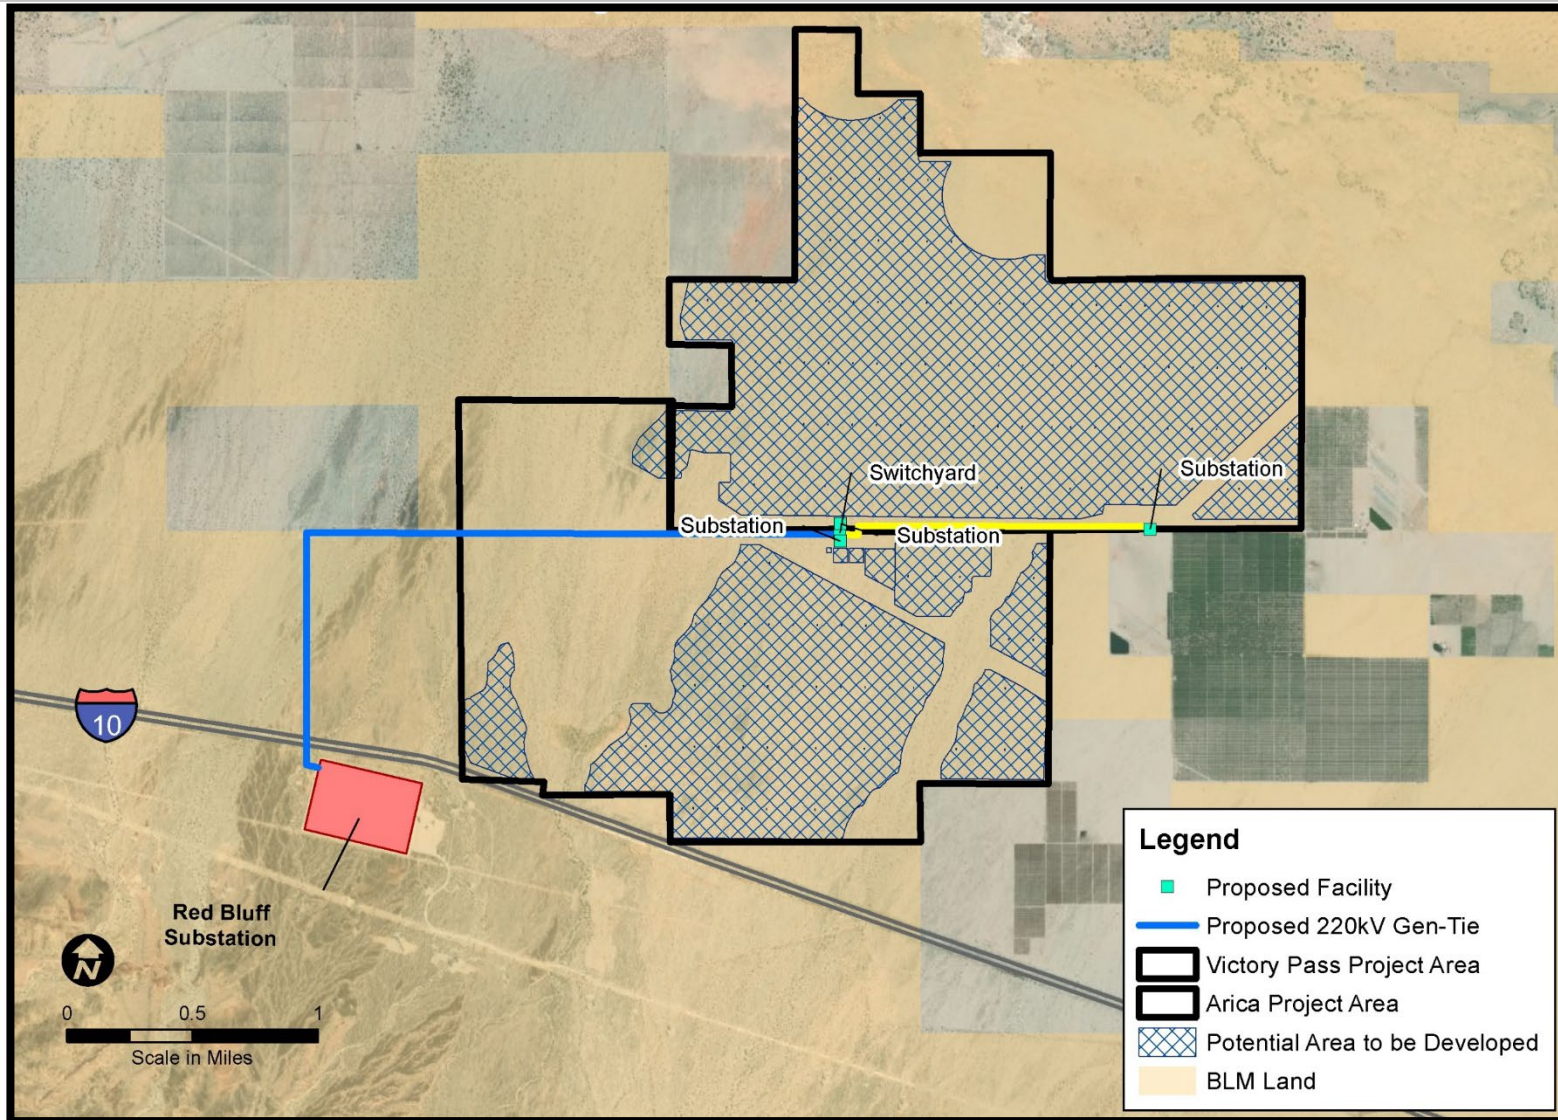 Switchyard
Substation
Substation
Substation
10
Red Bluff
Substation
N
0 0.5 1
Scale in Miles
Legend
Proposed Facility
Proposed 220kV Gen-Tie
Victory Pass Project Area
Arica Project Area
Potential Area to be Developed
BLM Land